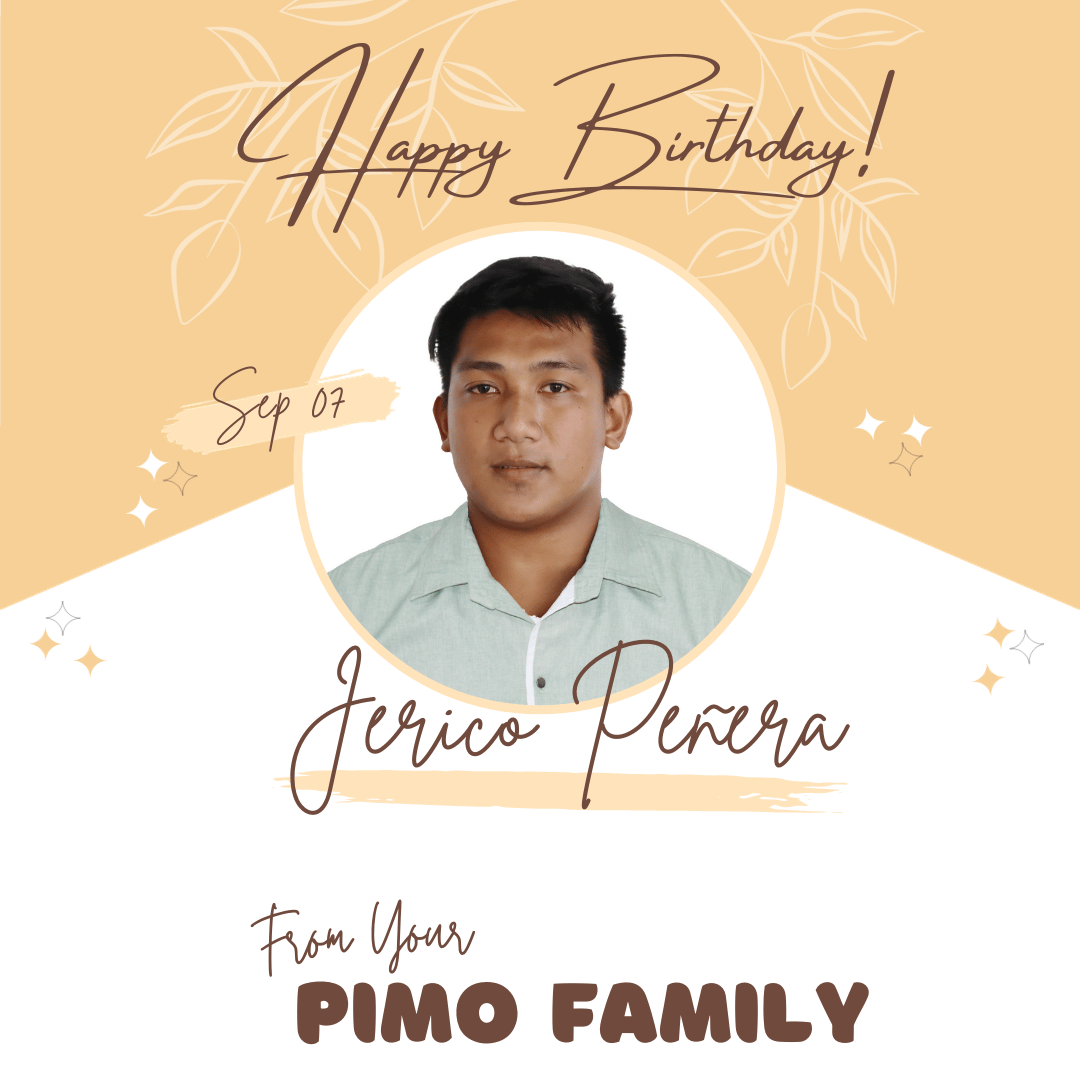 Happy Birthday!
Sep 07
Jerico Peñera
From Your
PIMO FAMILY